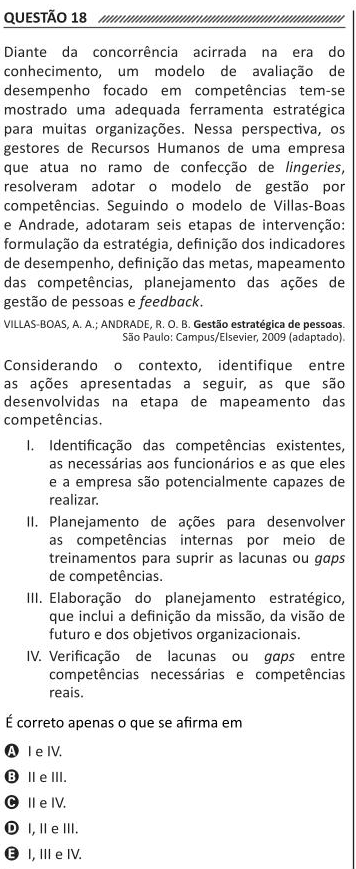 QUESTÃO 18
Diante da concorrência acirrada na era do
conhecimento, um modelo de avaliação de
desempenho focado em competências tem-se
mostrado uma adequada ferramenta estratégica
para muitas organizações. Nessa perspectiva, os
gestores de Recursos Humanos de uma empresa
que atua no ramo de confecção de lingeries,
resolveram adotar o modelo de gestão por
competências. Seguindo o modelo de Villas-Boas
e Andrade, adotaram seis etapas de intervenção:
formulação da estratégia, definição dos indicadores
de desempenho, definição das metas, mapeamento
das competências, planejamento das ações de
gestão de pessoas e feedback.
VILLAS-BOAS, A. A.; ANDRADE, R. O. B. Gestão estratégica de pessoas.
São Paulo: Campus/Elsevier, 2009 (adaptado).
Considerando o contexto, identifique entre
as ações apresentadas a seguir, as que são
desenvolvidas na etapa de mapeamento das
competências.
I. Identificação das competências existentes,
as necessárias aos funcionários e as que eles
e a empresa são potencialmente capazes de
realizar.
II. Planejamento de ações para desenvolver
as competências internas por meio de
treinamentos para suprir as lacunas ou gaps
de competências.
III. Elaboração do planejamento estratégico,
que inclui a definição da missão, da visão de
futuro e dos objetivos organizacionais.
IV. Verificação de lacunas ou gaps entre
competências necessárias e competências
reais.
É correto apenas o que se afirma em
A I e IV.
B II e III.
C II e IV.
D I, II e III.
E I, III e IV.